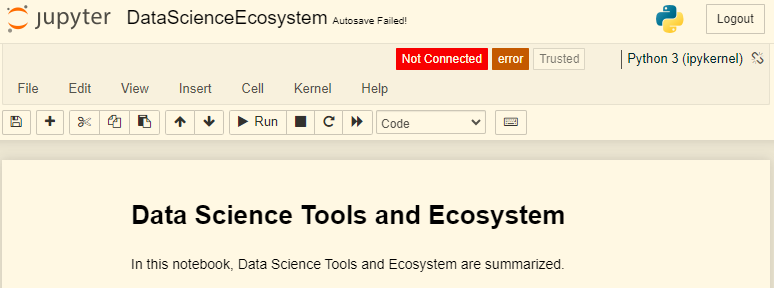 jupyter DataScienceEcosystem Autosave Failed! Logout
Not Connected error Trusted Python 3 (ipykernel)
File Edit View Insert Cell Kernel Help
Run Code
Data Science Tools and Ecosystem
In this notebook, Data Science Tools and Ecosystem are summarized.